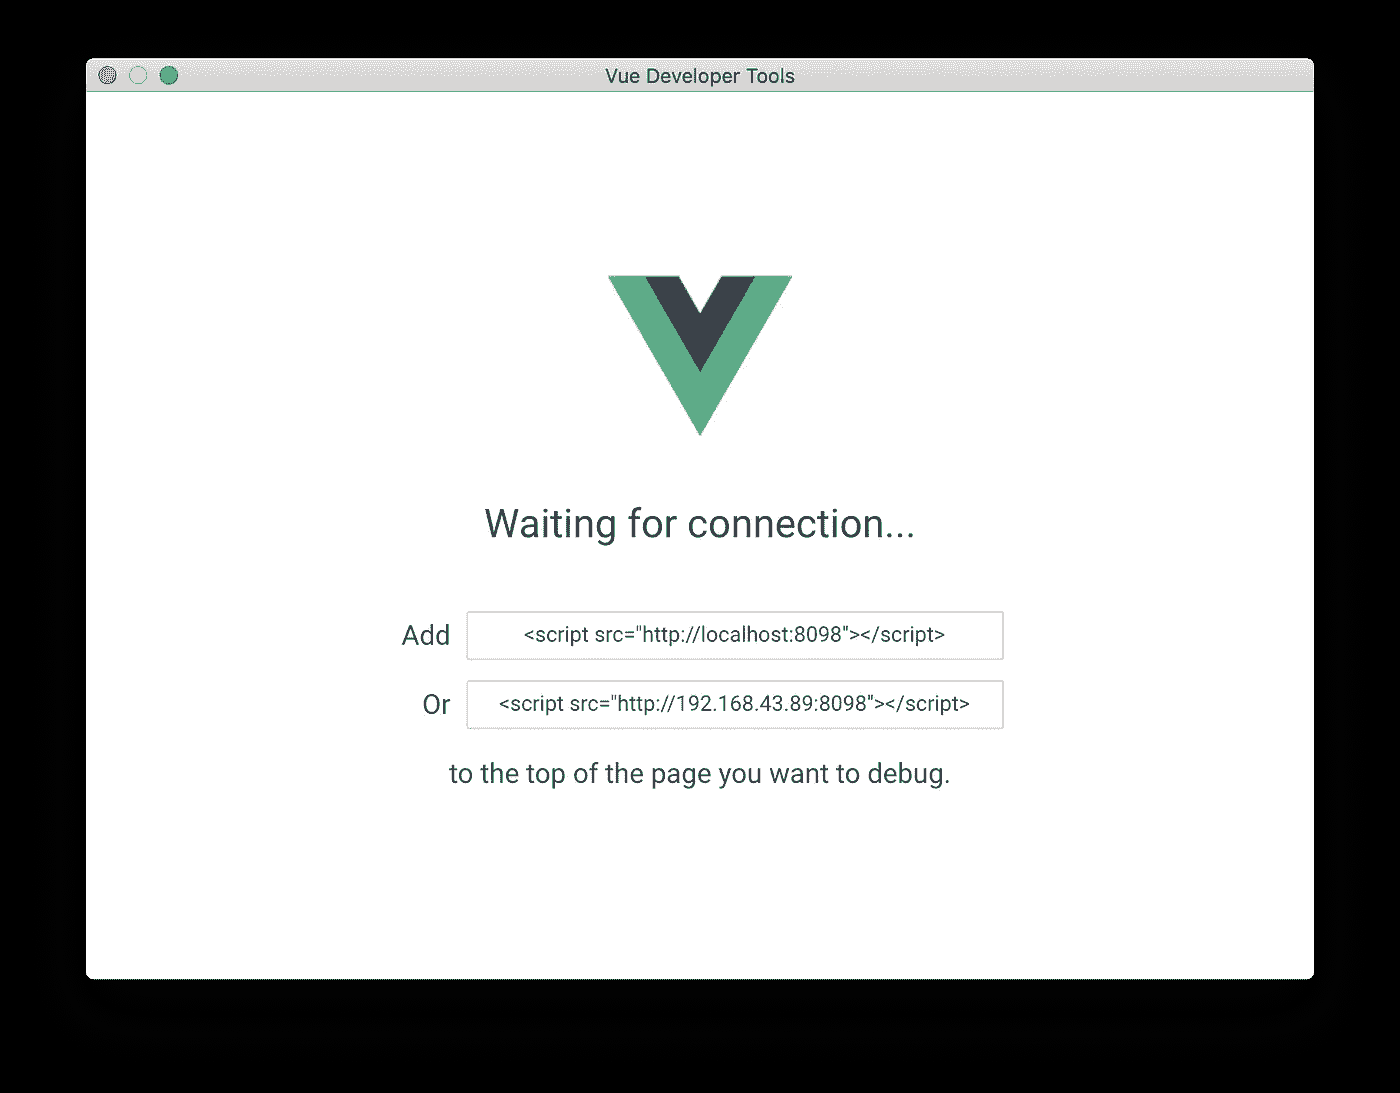 Vue Developer Tools
Waiting for connection...
Add <script src="http://localhost:8098"></script>
Or <script src="http://192.168.43.89:8098"></script>
to the top of the page you want to debug.